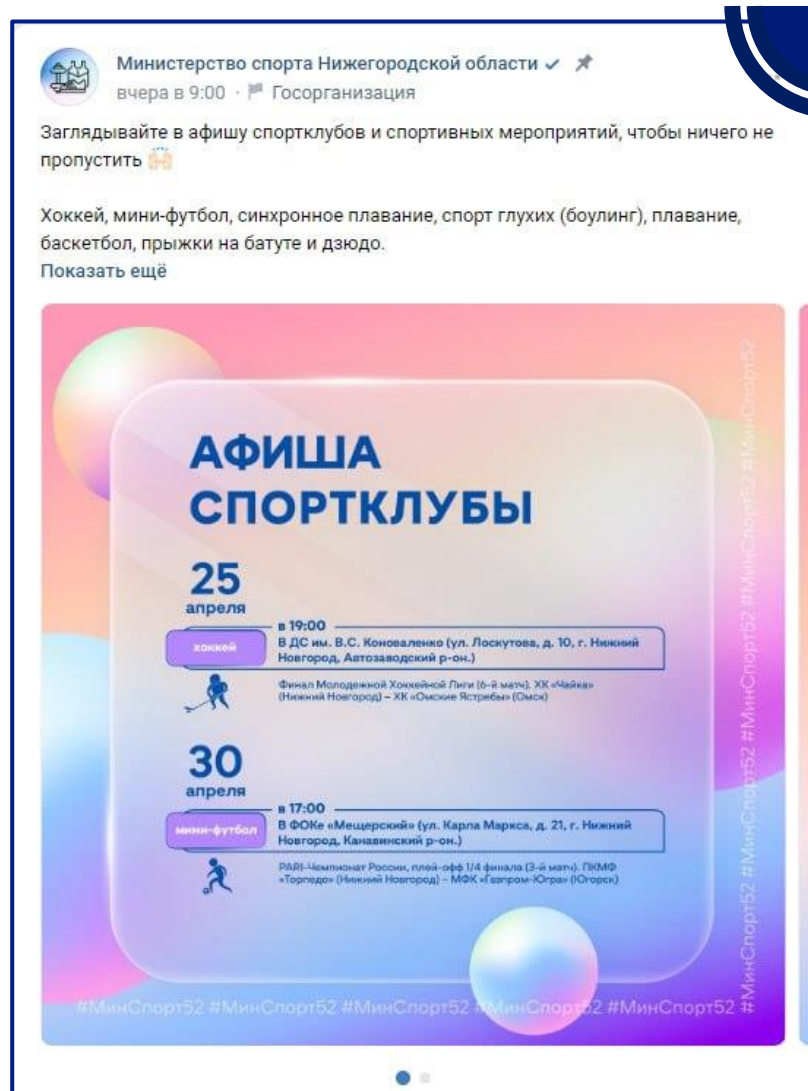 Министерство спорта Нижегородской области
вчера в 9:00 · Госорганизация
Заглядывайте в афишу спортклубов и спортивных мероприятий, чтобы ничего не
пропустить 🙌🏻
Хоккей, мини-футбол, синхронное плавание, спорт глухих (боулинг), плавание,
баскетбол, прыжки на батуте и дзюдо.
Показать ещё
АФИША
СПОРТКЛУБЫ
25
апреля
в 19:00
хоккей
В ДС им. В.С. Коноваленко (ул. Лоскутова, д. 10, г. Нижний
Новгород, Автозаводский р-он.)
Финал Молодежной Хоккейной Лиги (6-й матч). ХК «Чайка»
(Нижний Новгород) – ХК «Омские Ястребы» (Омск)
30
апреля
в 17:00
мини-футбол
В ФОКе «Мещерский» (ул. Карла Маркса, д. 21, г. Нижний
Новгород, Канавинский р-он.)
PARI-Чемпионат России, плей-офф 1/4 финала (3-й матч). ПКМФ
«Торпедо» (Нижний Новгород) – МФК «Газпром-Югра» (Югорск)
#МинСпорт52 #МинСпорт52 #МинСпорт52 #МинСпорт52 #МинСпорт52 #
#МинСпорт52 #МинСпорт52 #МинСпорт52 #МинСпорт52 #МинСпорт52